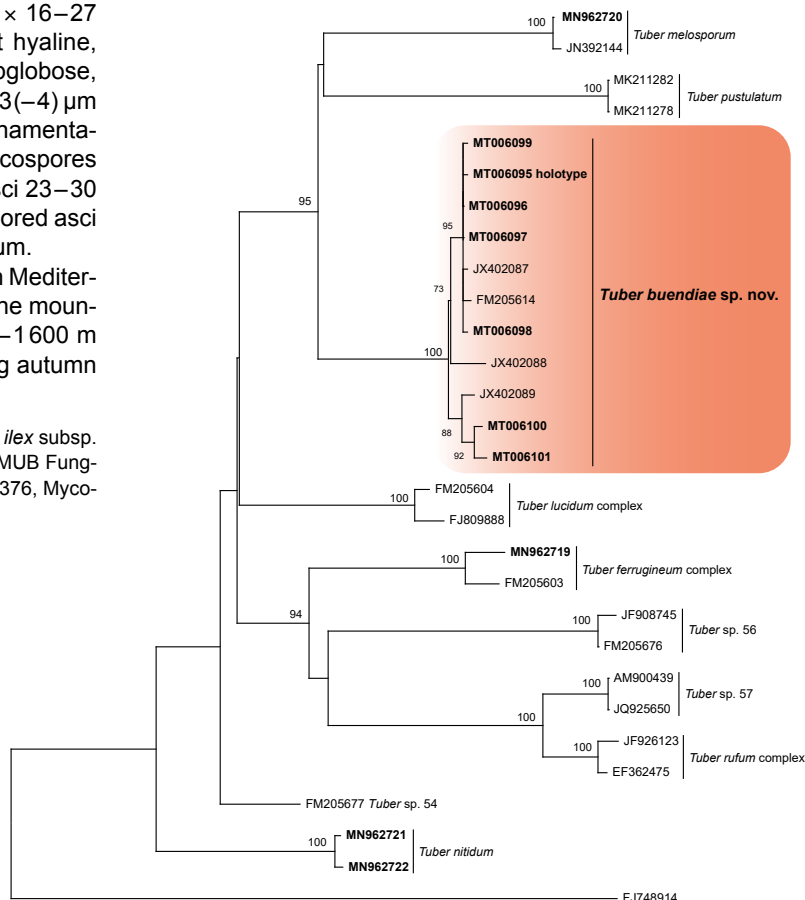 × 16–27
hyaline,
oglobose,
3(–4) µm
namenta-
cospores
sci 23–30
ored asci
um.
Mediter-
ne moun-
–1600 m
g autumn
ilex subsp.
MUB Fung-
376, Myco-
100
MN962720
JN392144
Tuber melosporum
100
MK211282
MK211278
Tuber pustulatum
95
MT006099
MT006095 holotype
MT006096
95
MT006097
JX402087
73
FM205614
MT006098
100
JX402088
JX402089
88
MT006100
92
MT006101
Tuber buendiae sp. nov.
100
FM205604
FJ809888
Tuber lucidum complex
100
MN962719
FM205603
Tuber ferrugineum complex
94
100
JF908745
FM205676
Tuber sp. 56
100
AM900439
JQ925650
Tuber sp. 57
100
100
JF926123
EF362475
Tuber rufum complex
FM205677 Tuber sp. 54
100
MN962721
MN962722
Tuber nitidum